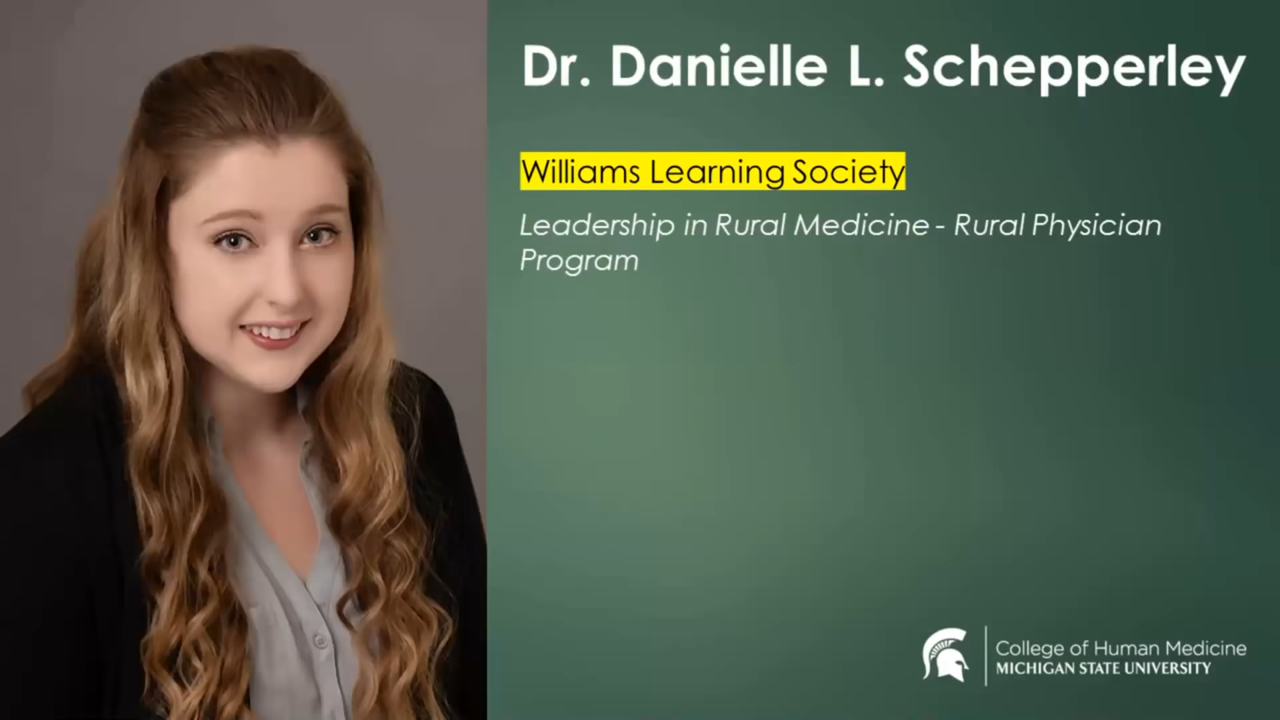 Dr. Danielle L. Schepperley
Williams Learning Society
Leadership in Rural Medicine - Rural Physician
Program
College of Human Medicine
MICHIGAN STATE UNIVERSITY